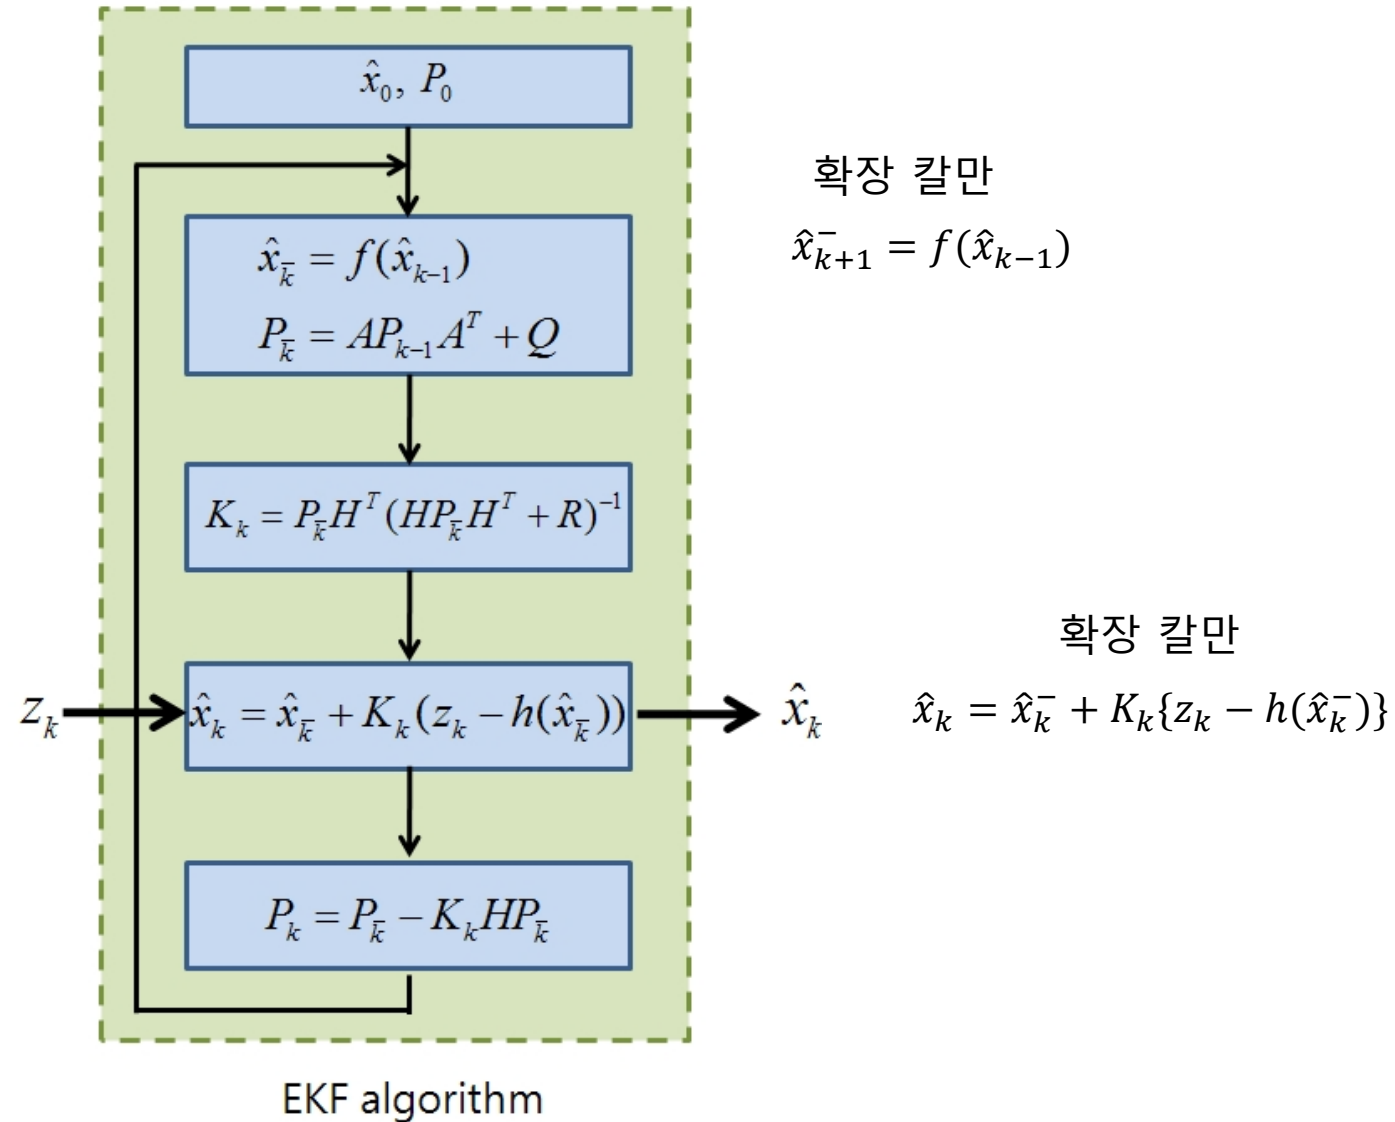 x̂₀, P₀
확장 칼만
x̂_k̄ = f(x̂_{k-1})
x̂⁻_{k+1} = f(x̂_{k-1})
P_k̄ = AP_{k-1}A^T + Q
K_k = P_k̄H^T(HP_k̄H^T + R)^{-1}
확장 칼만
z_k
x̂_k = x̂_k̄ + K_k(z_k - h(x̂_k̄))
x̂_k
x̂_k = x̂⁻_k + K_k{z_k - h(x̂⁻_k)}
P_k = P_k̄ - K_kHP_k̄
EKF algorithm